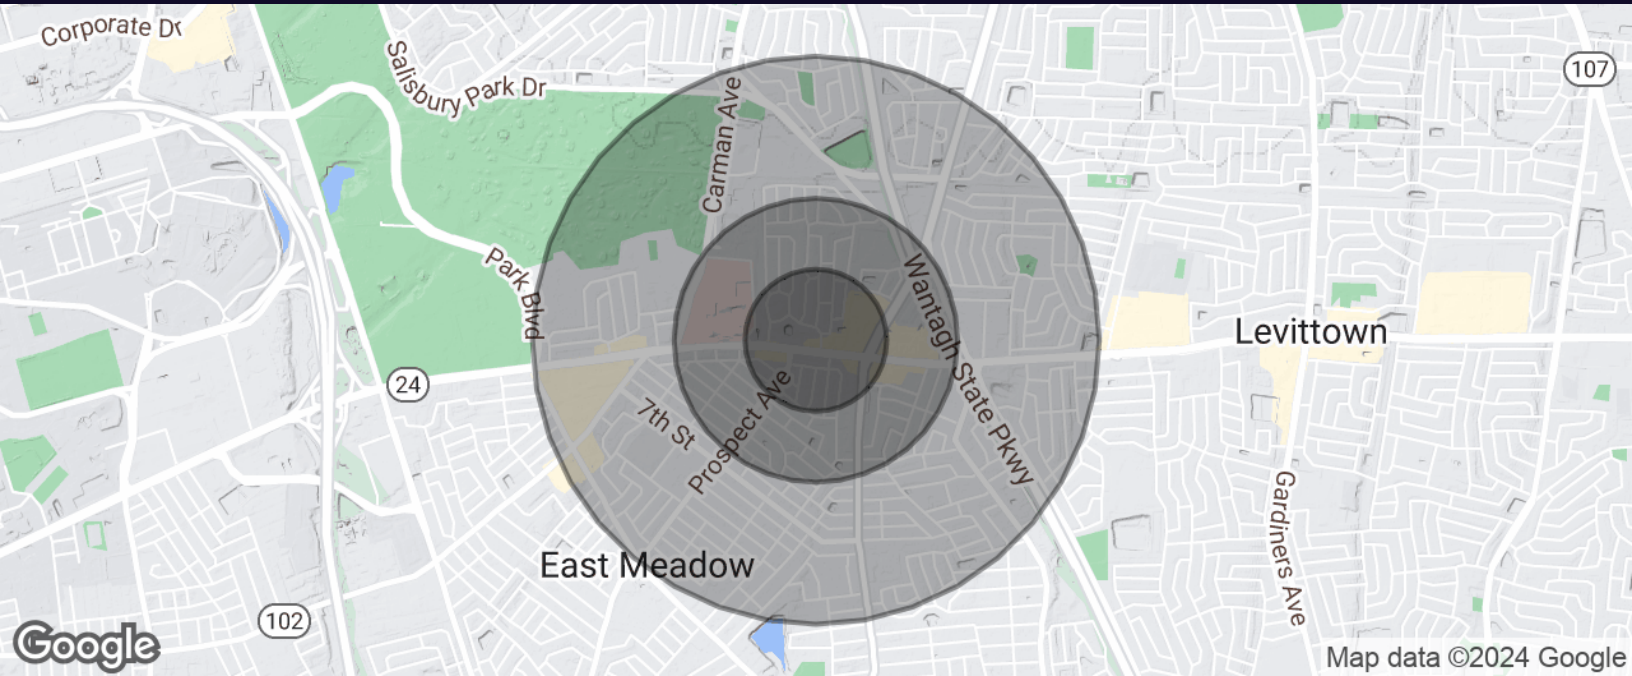 Corporate Dr
Salisbury Park Dr
107
Carman Ave
Park Blvd
Wantagh State Pkwy
Levittown
24
7th St
Prospect Ave
Gardiners Ave
East Meadow
102
Google
Map data ©2024 Google